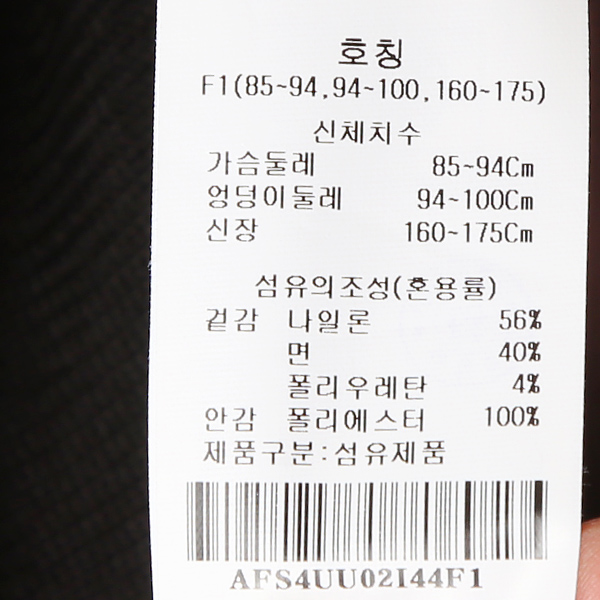 호칭
F1(85~94,94~100,160~175)
신체치수
가슴둘레 85~94Cm
엉덩이둘레 94~100Cm
신장 160~175Cm
섬유의조성(혼용률)
겉감 나일론 56%
면 40%
폴리우레탄 4%
안감 폴리에스터 100%
제품구분:섬유제품
AFS4UU02I44F1